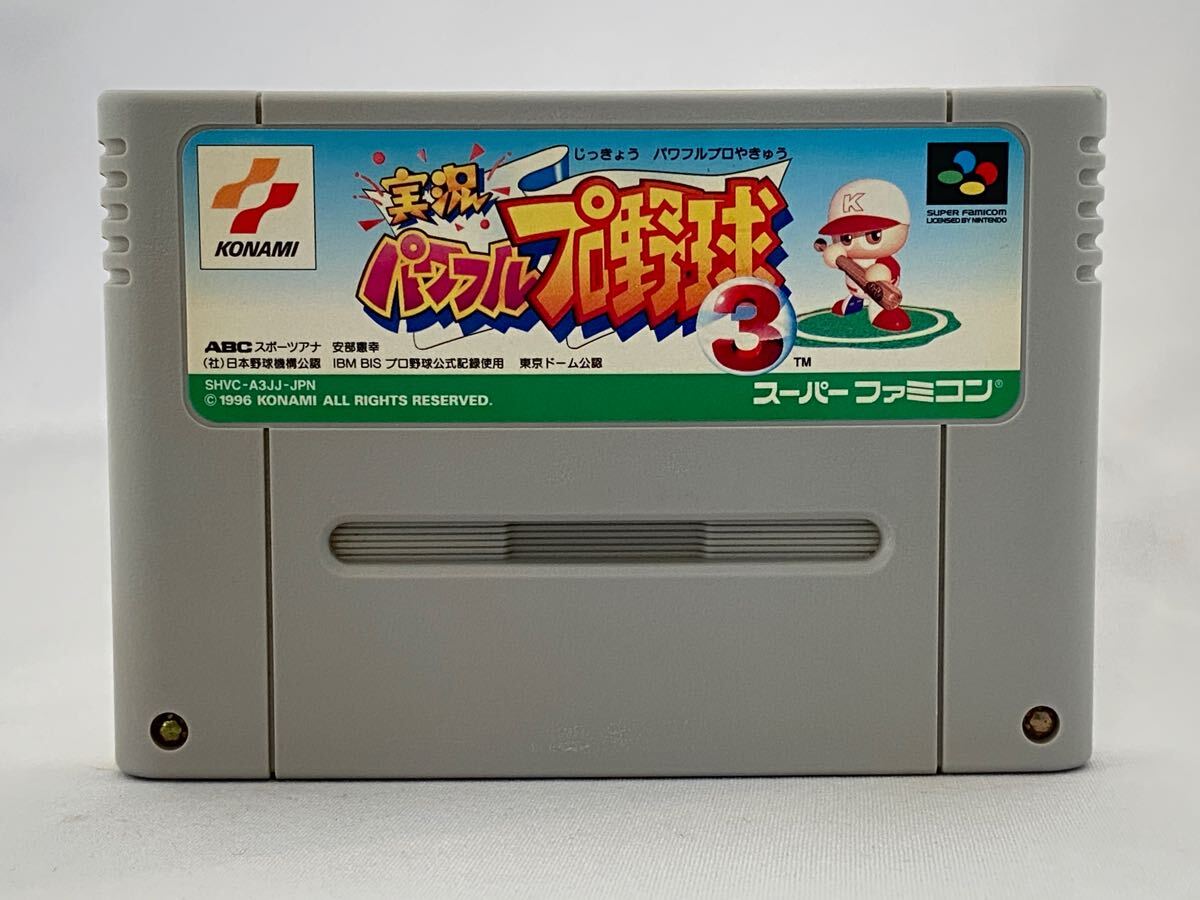 KONAMI
じっきょう パワフルプロやきゅう
実況
パワフル
プロ野球
3
TM
K
SUPER FAMICOM
LICENSED BY NINTENDO
ABCスポーツアナ 安部憲幸
(社)日本野球機構公認 IBM BIS プロ野球公式記録使用 東京ドーム公認
SHVC-A3JJ-JPN
© 1996 KONAMI ALL RIGHTS RESERVED.
スーパーファミコン®